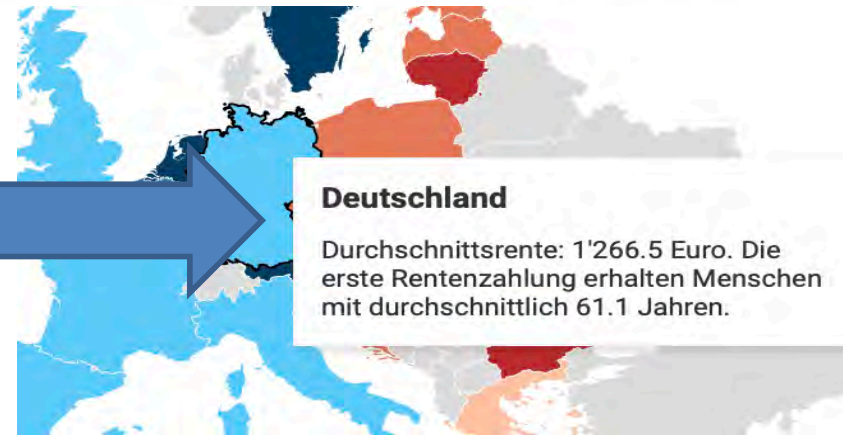 Deutschland
Durchschnittsrente: 1'266.5 Euro. Die
erste Rentenzahlung erhalten Menschen
mit durchschnittlich 61.1 Jahren.